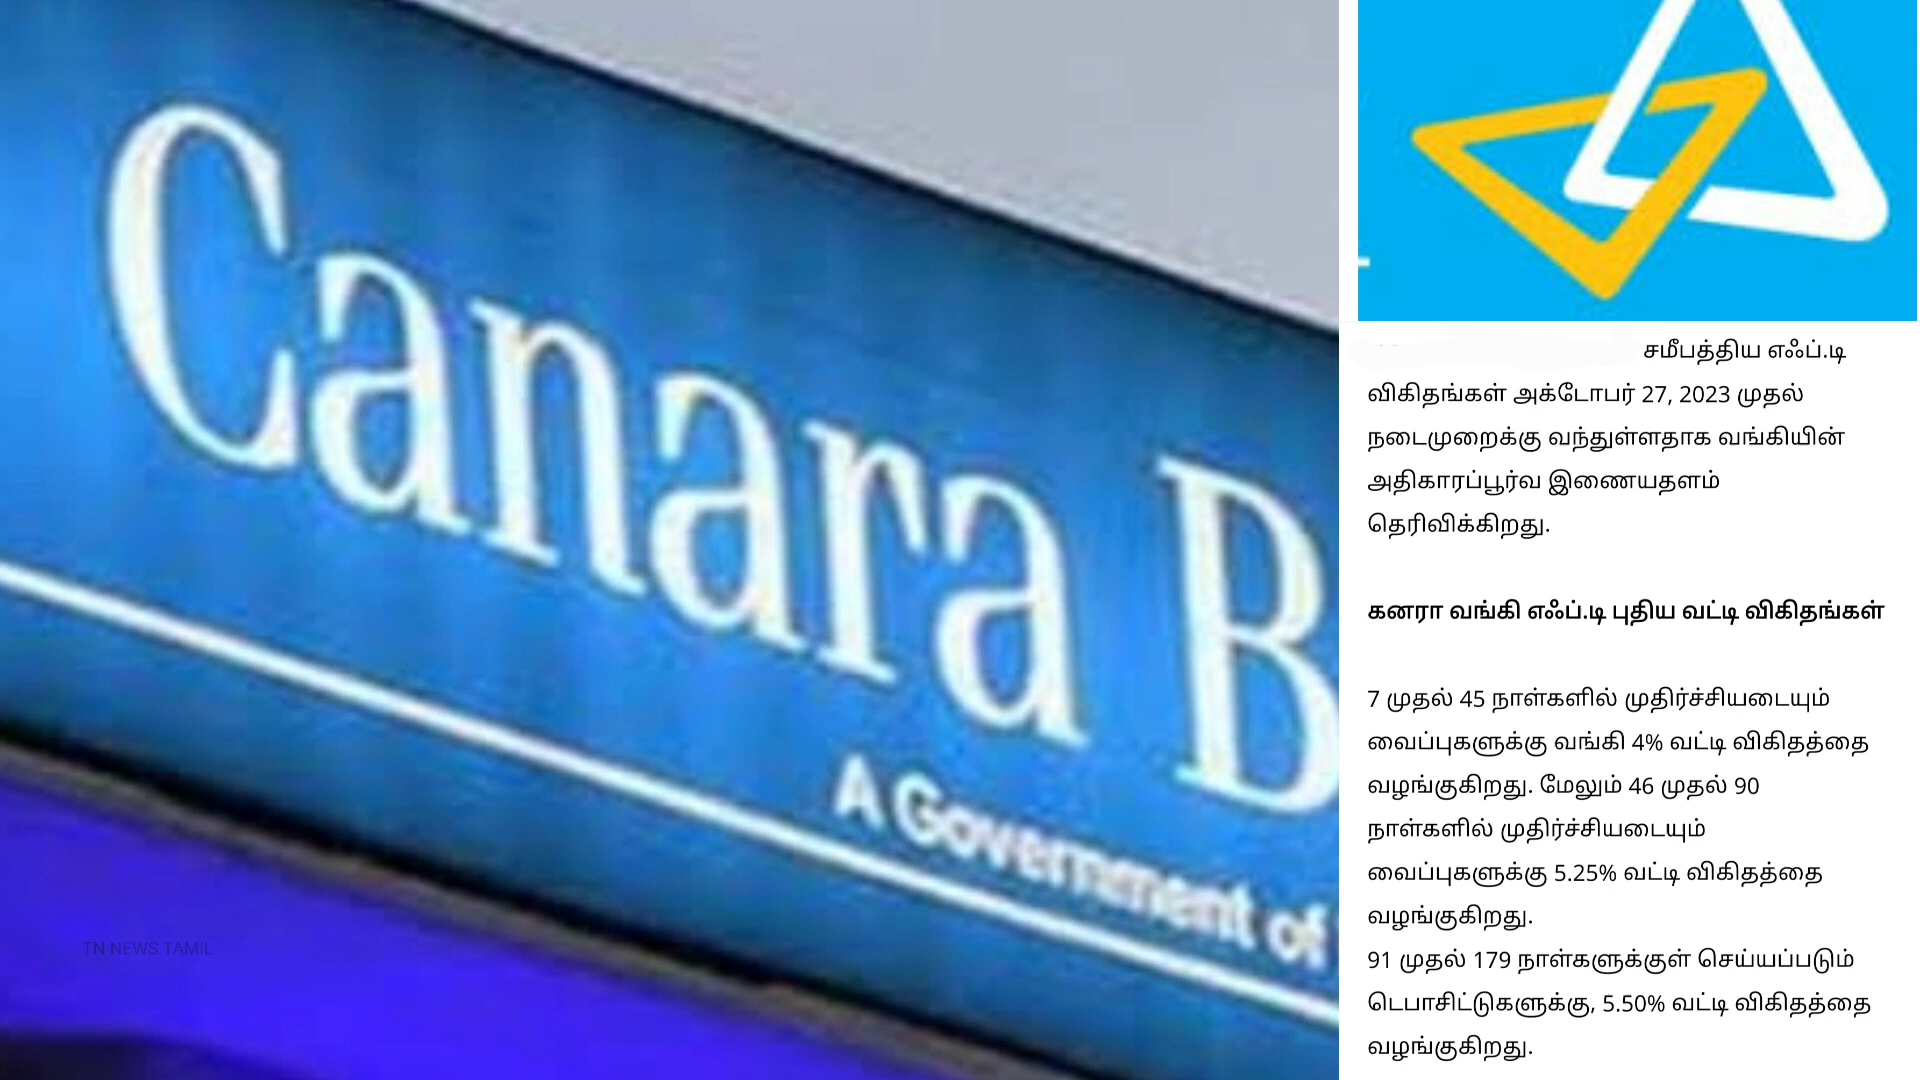 Canara B
A Government of
TN NEWS TAMIL
சமீபத்திய எஃப்.டி
விகிதங்கள் அக்டோபர் 27, 2023 முதல்
நடைமுறைக்கு வந்துள்ளதாக வங்கியின்
அதிகாரப்பூர்வ இணையதளம்
தெரிவிக்கிறது.
கனரா வங்கி எஃப்.டி புதிய வட்டி விகிதங்கள்
7 முதல் 45 நாள்களில் முதிர்ச்சியடையும்
வைப்புகளுக்கு வங்கி 4% வட்டி விகிதத்தை
வழங்குகிறது. மேலும் 46 முதல் 90
நாள்களில் முதிர்ச்சியடையும்
வைப்புகளுக்கு 5.25% வட்டி விகிதத்தை
வழங்குகிறது.
91 முதல் 179 நாள்களுக்குள் செய்யப்படும்
டெபாசிட்டுகளுக்கு, 5.50% வட்டி விகிதத்தை
வழங்குகிறது.